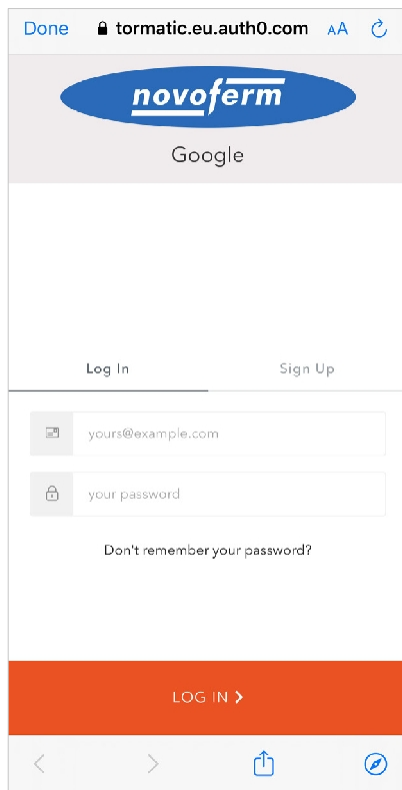 Done tormatic.eu.auth0.com AA
novoferm
Google
Log In Sign Up
yours@example.com
your password
Don't remember your password?
LOG IN